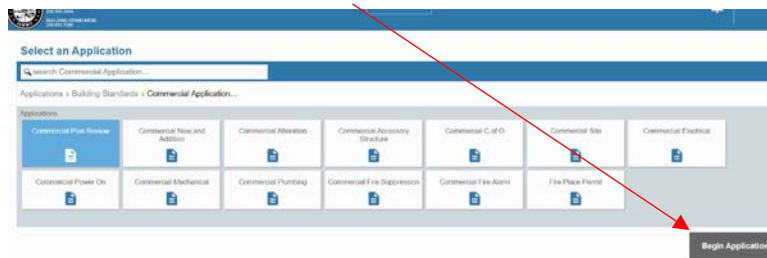 BUILDING STANDARDS
Select an Application
search Commercial Application...
Applications > Building Standards > Commercial Application...
Applications
Commercial Plan Review
Commercial New and
Addition
Commercial Alteration
Commercial Accessory
Structure
Commercial C of O
Commercial Site
Commercial Electrical
Commercial Power On
Commercial Mechanical
Commercial Plumbing
Commercial Fire Suppression
Commercial Fire Alarm
Fire Place Permit
Begin Application